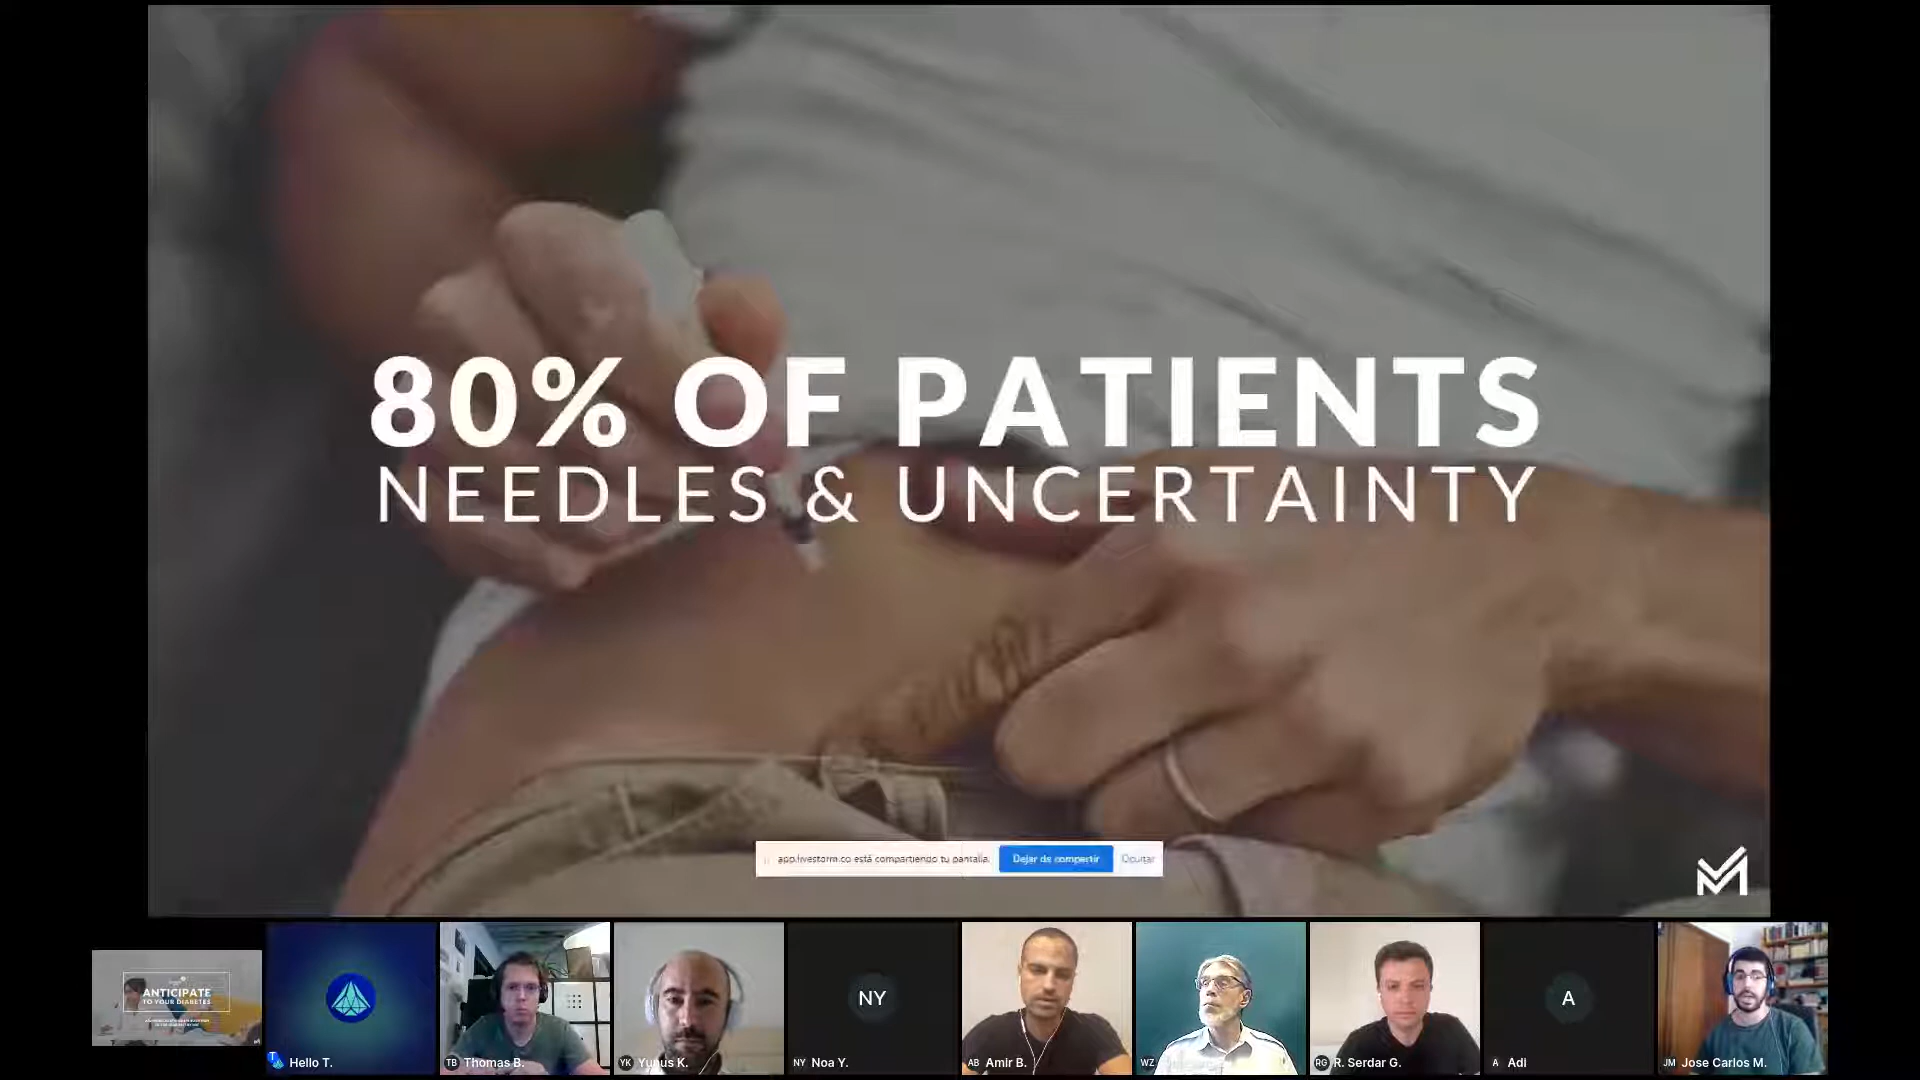 80% OF PATIENTS
NEEDLES & UNCERTAINTY
app.livestorm.co está compartiendo tu pantalla.
Dejar de compartir
Ocultar
ANTICIPATE
TO YOUR DIABETES
Hello T.
TB Thomas B.
YK Yunus K.
NY
NY Noa Y.
AB Amir B.
WZ
RG R. Serdar G.
A
A Adi
JM Jose Carlos M.